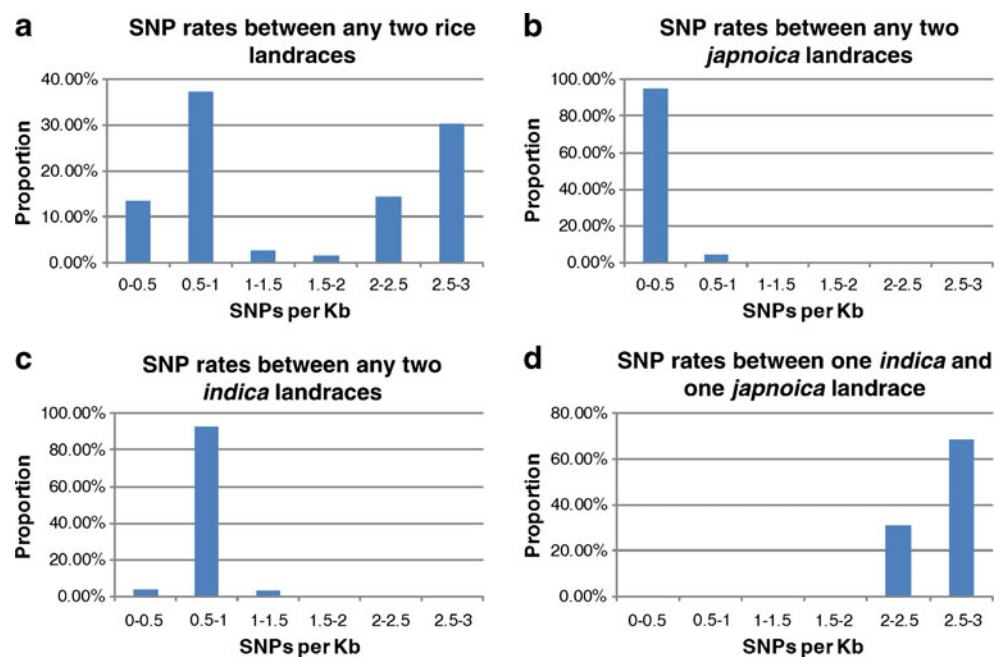 a
SNP rates between any two rice
landraces
40.00%
30.00%
20.00%
10.00%
0.00%
Proportion
0-0.5 0.5-1 1-1.5 1.5-2 2-2.5 2.5-3
SNPs per Kb
b
SNP rates between any two
japnoica landraces
100.00%
80.00%
60.00%
40.00%
20.00%
0.00%
Proportion
0-0.5 0.5-1 1-1.5 1.5-2 2-2.5 2.5-3
SNPs per Kb
c
SNP rates between any two
indica landraces
100.00%
80.00%
60.00%
40.00%
20.00%
0.00%
Proportion
0-0.5 0.5-1 1-1.5 1.5-2 2-2.5 2.5-3
SNPs per Kb
d
SNP rates between one indica and
one japnoica landrace
80.00%
60.00%
40.00%
20.00%
0.00%
Proportion
0-0.5 0.5-1 1-1.5 1.5-2 2-2.5 2.5-3
SNPs per Kb